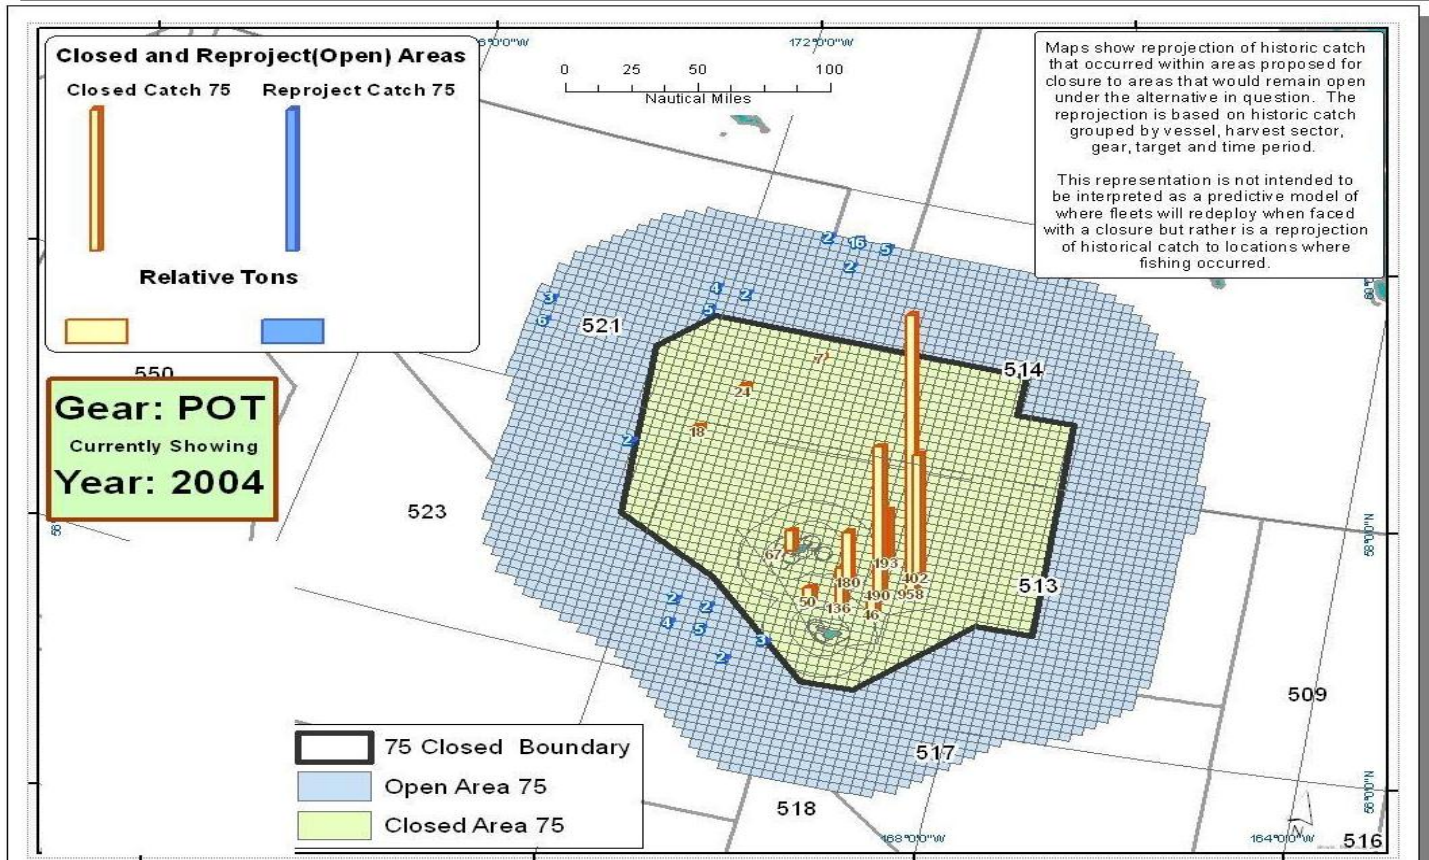 Closed and Reproject(Open) Areas
Closed Catch 75 Reproject Catch 75
Relative Tons
172°0'0"W
0 25 50 100
Nautical Miles
Maps show reprojection of historic catch
that occurred within areas proposed for
closure to areas that would remain open
under the alternative in question. The
reprojection is based on historic catch
grouped by vessel, harvest sector,
gear, target and time period.
This representation is not intended to
be interpreted as a predictive model of
where fleets will redeploy when faced
with a closure but rather is a reprojection
of historical catch to locations where
fishing occurred.
2 16 5
2
4 2
3
5
6
521
7
514
550
24
Gear: POT
Currently Showing
Year: 2004
18
2
523
58°0'0"N
67
193
180
402
513
50
136
490
958
46
2
2
4
5
3
2
509
517
75 Closed Boundary
Open Area 75
Closed Area 75
56°0'0"N
518
168°0'0"W
164°0'0"W
N
516